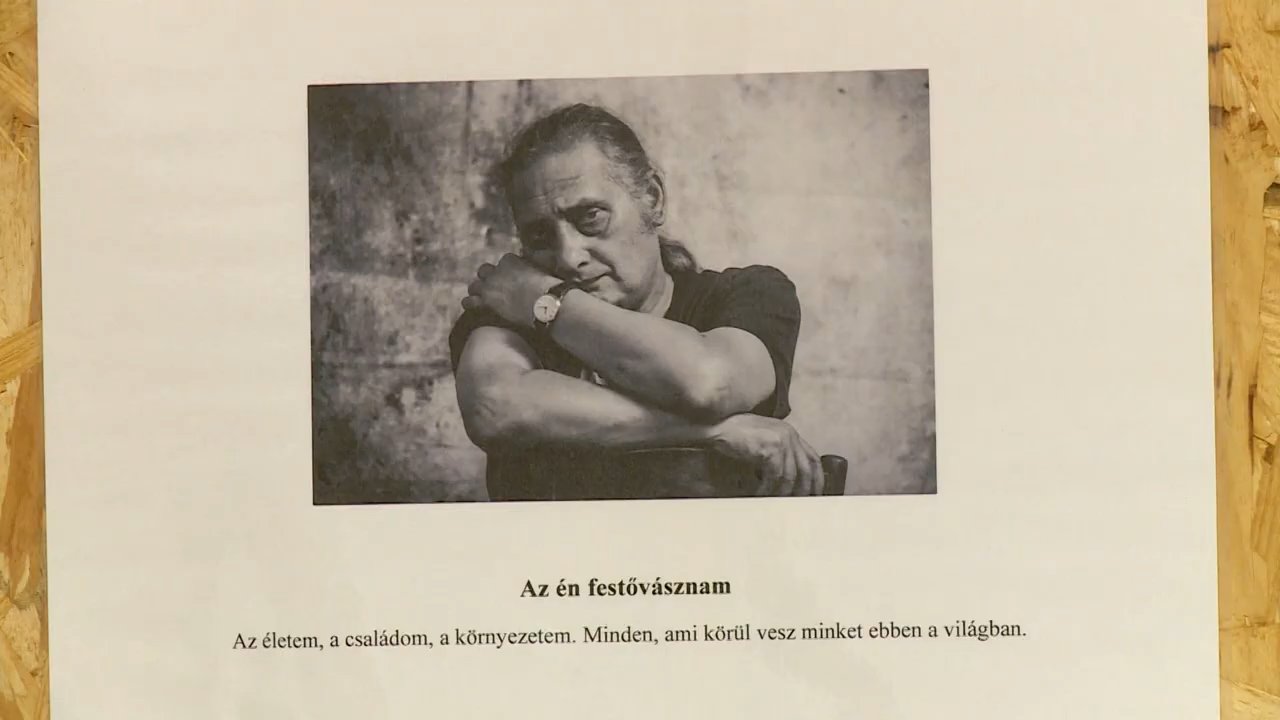 Az én festővásznam
Az életem, a családom, a környezetem. Minden, ami körül vesz minket ebben a világban.